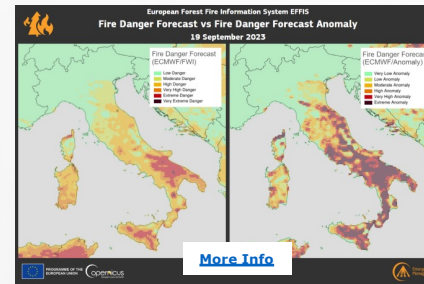 European Forest Fire Information System EFFIS
Fire Danger Forecast vs Fire Danger Forecast Anomaly
19 September 2023
Fire Danger Forecast
(ECMWF/FWI)
Low Danger
Moderate Danger
High Danger
Very High Danger
Extreme Danger
Very Extreme Danger
Fire Danger Forecas
(ECMWF/Anomaly)
Very Low Anomaly
Low Anomaly
Moderate Anomaly
High Anomaly
Very High Anomaly
Extreme Anomaly
More Info
PROGRAMME OF THE
EUROPEAN UNION
Copernicus